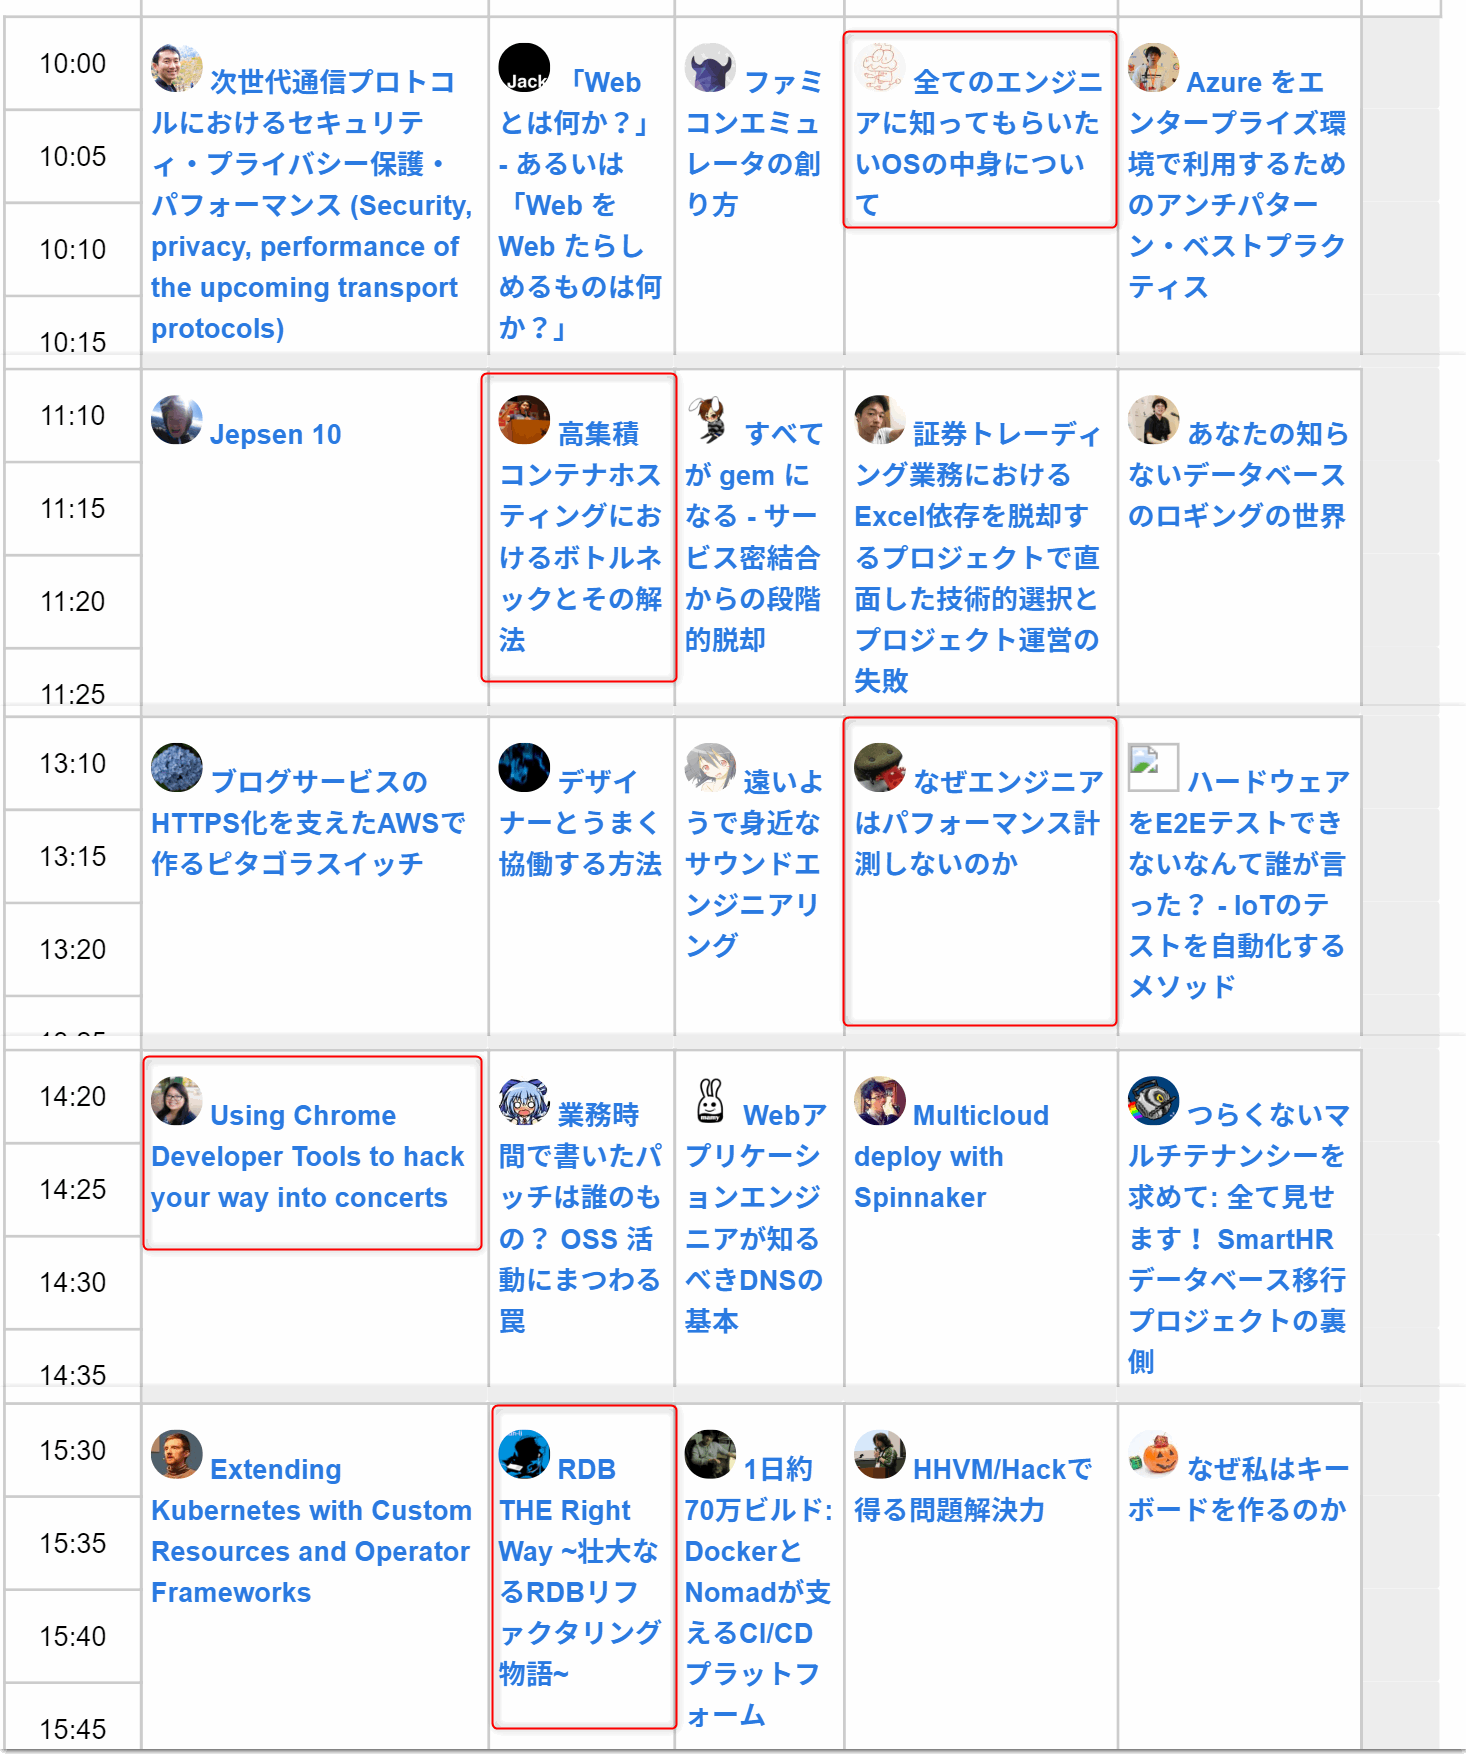 10:00
10:05
10:10
10:15
次世代通信プロトコ
ルにおけるセキュリテ
ィ・プライバシー保護・
パフォーマンス (Security,
privacy, performance of
the upcoming transport
protocols)
Jack
「Web
とは何か？」
- あるいは
「Web を
Web たらし
めるものは何
か？」
ファミ
コンエミュ
レータの創
り方
全てのエンジニ
アに知ってもらいた
いOSの中身につい
て
Azure をエ
ンタープライズ環
境で利用するため
のアンチパター
ン・ベストプラク
ティス
11:10
11:15
11:20
11:25
Jepsen 10
高集積
コンテナホス
ティングにお
けるボトルネ
ックとその解
法
すべて
が gem に
なる - サー
ビス密結合
からの段階
的脱却
証券トレーディ
ング業務における
Excel依存を脱却す
るプロジェクトで直
面した技術的選択と
プロジェクト運営の
失敗
あなたの知ら
ないデータベース
のロギングの世界
13:10
13:15
13:20
ブログサービスの
HTTPS化を支えたAWSで
作るピタゴラスイッチ
デザイ
ナーとうまく
協働する方法
遠いよ
うで身近な
サウンドエ
ンジニアリ
ング
なぜエンジニア
はパフォーマンス計
測しないのか
ハードウェア
をE2Eテストでき
ないなんて誰が言
った？ - IoTのテ
ストを自動化する
メソッド
14:20
14:25
14:30
14:35
Using Chrome
Developer Tools to hack
your way into concerts
業務時
間で書いたパ
ッチは誰のも
の？ OSS 活
動にまつわる
罠
Webア
プリケーシ
ョンエンジ
ニアが知る
べきDNSの
基本
Multicloud
deploy with
Spinnaker
つらくないマ
ルチテナンシーを
求めて: 全て見せ
ます！ SmartHR
データベース移行
プロジェクトの裏
側
15:30
15:35
15:40
15:45
Extending
Kubernetes with Custom
Resources and Operator
Frameworks
RDB
THE Right
Way ~壮大な
るRDBリフ
ァクタリング
物語~
1日約
70万ビルド:
Dockerと
Nomadが支
えるCI/CD
プラットフ
ォーム
HHVM/Hackで
得る問題解決力
なぜ私はキー
ボードを作るのか